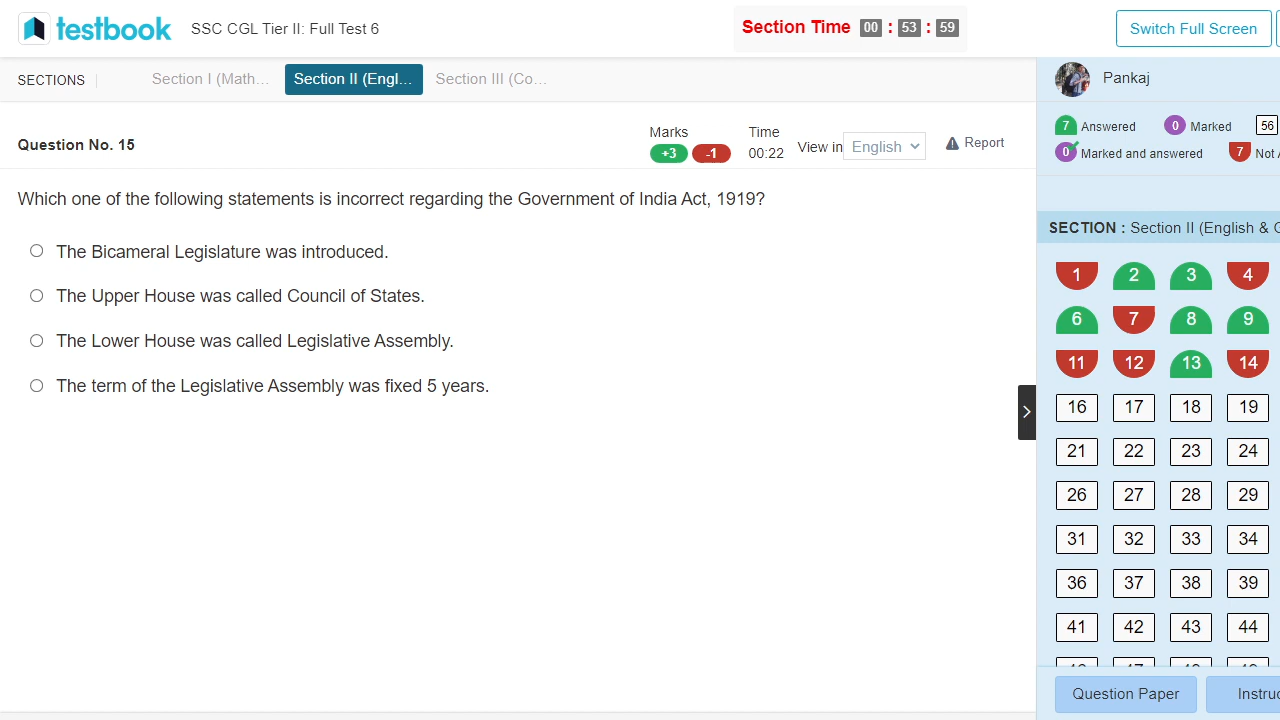 testbook
SSC CGL Tier II: Full Test 6
Section Time 00 : 53 : 59
Switch Full Screen
SECTIONS
Section I (Math...
Section II (Engl...
Section III (Co...
Pankaj
7 Answered
0 Marked
56
0 Marked and answered
7 Not
Question No. 15
Marks
+3 -1
Time
00:22
View in English
Report
Which one of the following statements is incorrect regarding the Government of India Act, 1919?
The Bicameral Legislature was introduced.
The Upper House was called Council of States.
The Lower House was called Legislative Assembly.
The term of the Legislative Assembly was fixed 5 years.
SECTION : Section II (English &
1 2 3 4
6 7 8 9
11 12 13 14
16 17 18 19
21 22 23 24
26 27 28 29
31 32 33 34
36 37 38 39
41 42 43 44
Question Paper
Instruc